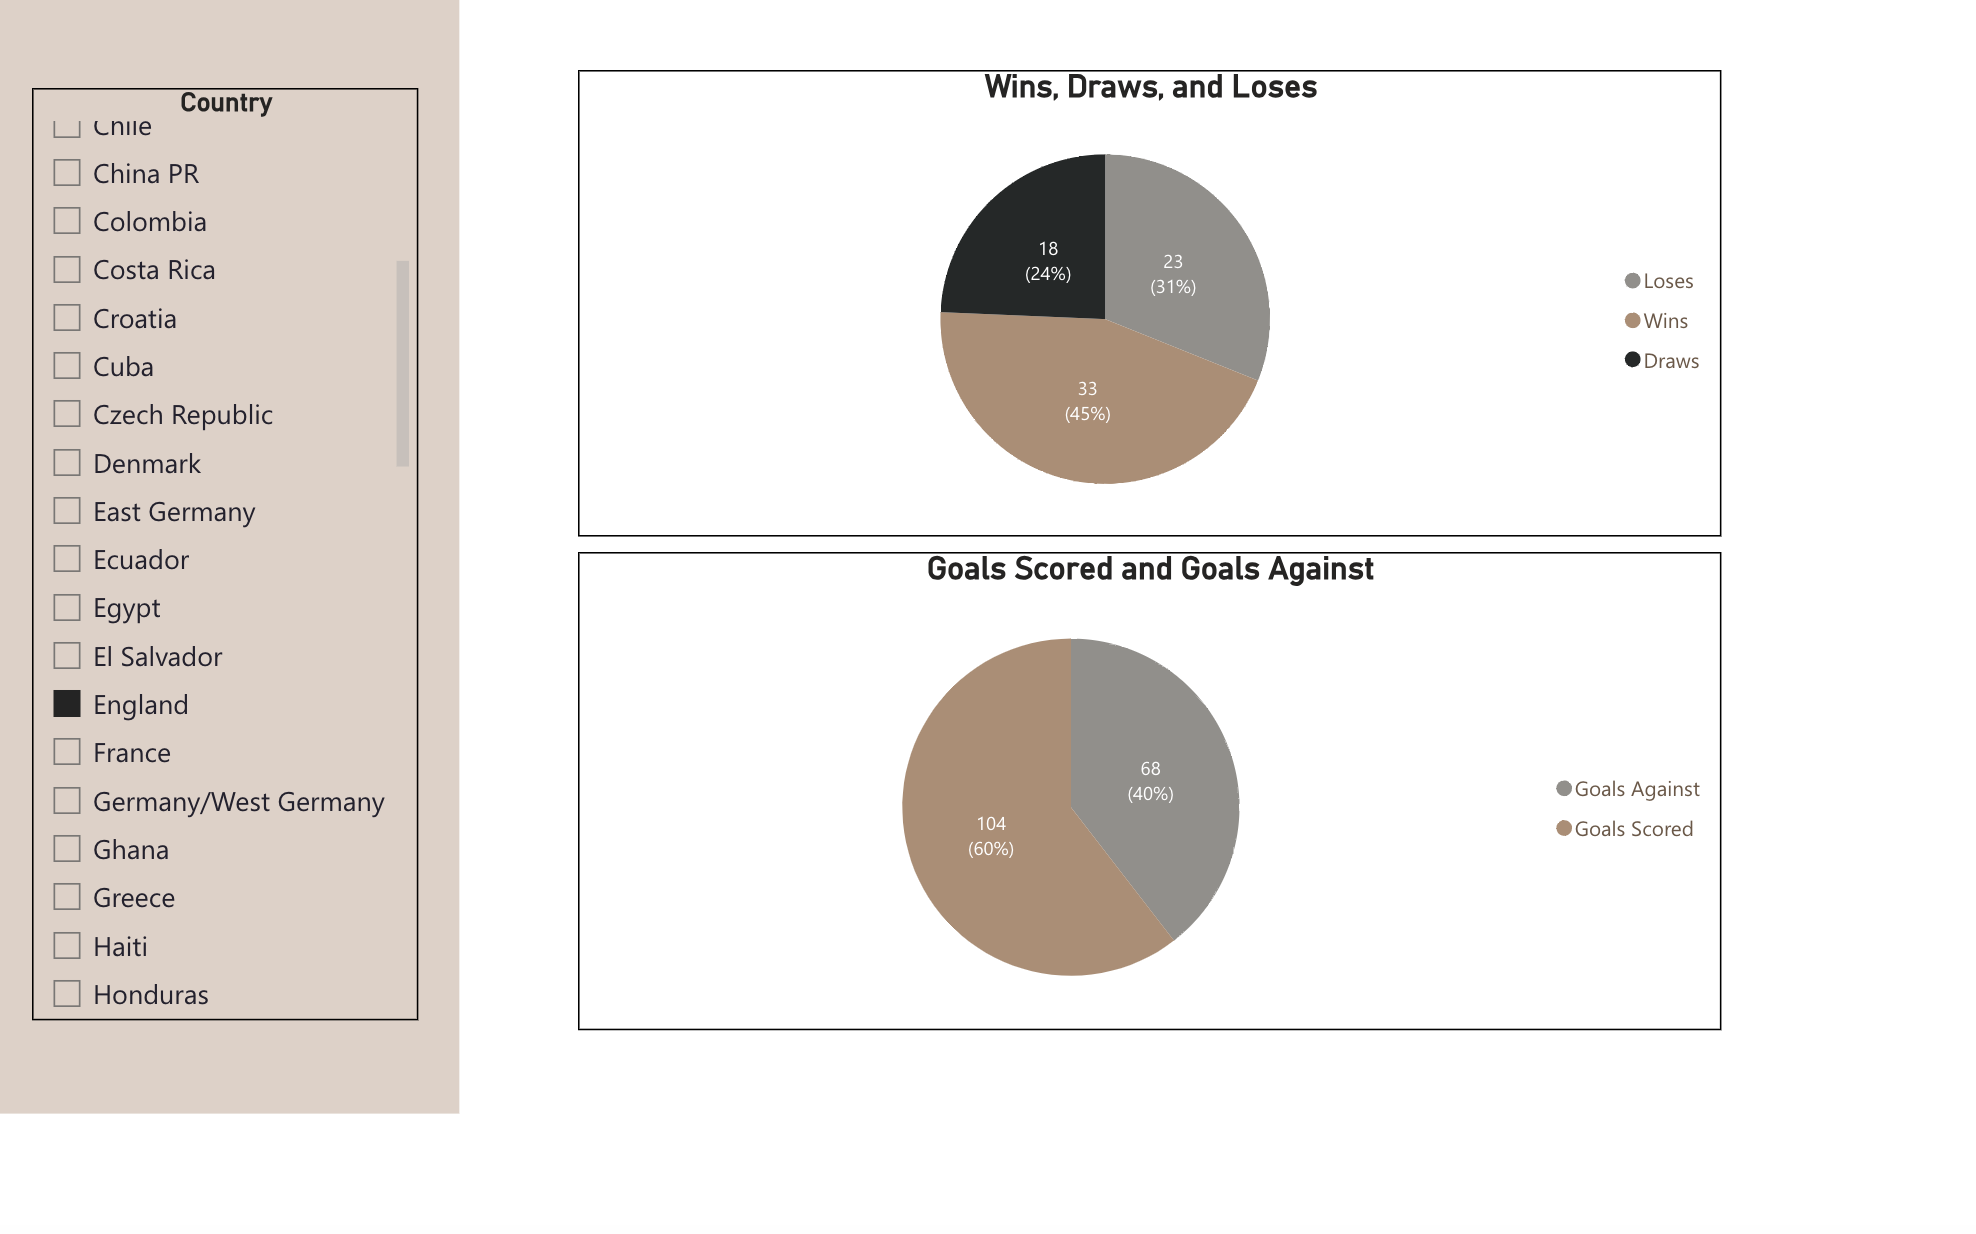 Country
Chile
China PR
Colombia
Costa Rica
Croatia
Cuba
Czech Republic
Denmark
East Germany
Ecuador
Egypt
El Salvador
England
France
Germany/West Germany
Ghana
Greece
Haiti
Honduras
Wins, Draws, and Loses
18
(24%)
23
(31%)
33
(45%)
Loses
Wins
Draws
Goals Scored and Goals Against
68
(40%)
104
(60%)
Goals Against
Goals Scored